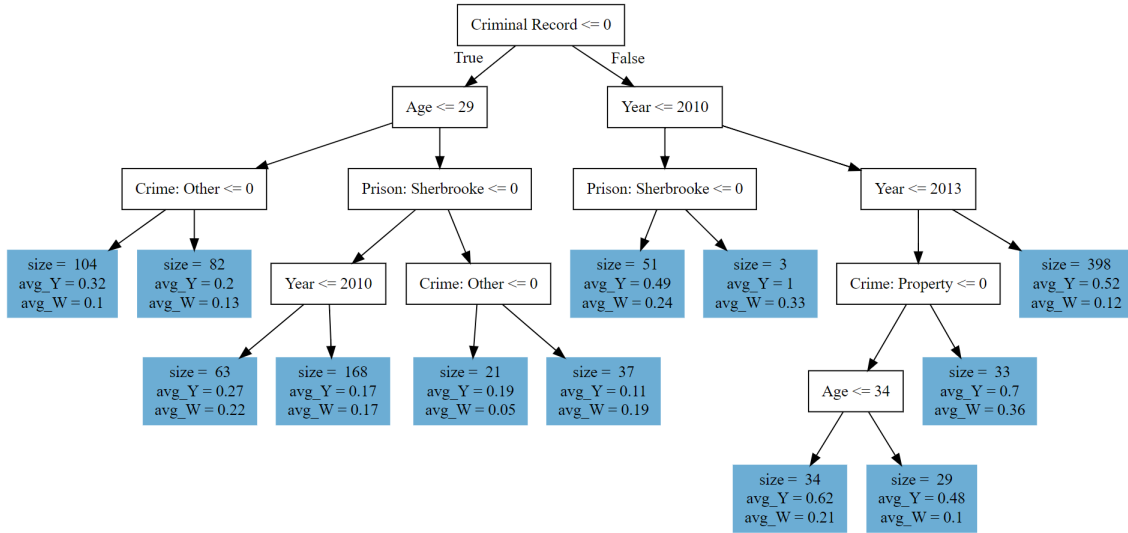 Criminal Record <= 0
True
False
Age <= 29
Year <= 2010
Crime: Other <= 0
Prison: Sherbrooke <= 0
Prison: Sherbrooke <= 0
Year <= 2013
size = 104
avg_Y = 0.32
avg_W = 0.1
size = 82
avg_Y = 0.2
avg_W = 0.13
Year <= 2010
Crime: Other <= 0
size = 51
avg_Y = 0.49
avg_W = 0.24
size = 3
avg_Y = 1
avg_W = 0.33
Crime: Property <= 0
size = 398
avg_Y = 0.52
avg_W = 0.12
size = 63
avg_Y = 0.27
avg_W = 0.22
size = 168
avg_Y = 0.17
avg_W = 0.17
size = 21
avg_Y = 0.19
avg_W = 0.05
size = 37
avg_Y = 0.11
avg_W = 0.19
Age <= 34
size = 33
avg_Y = 0.7
avg_W = 0.36
size = 34
avg_Y = 0.62
avg_W = 0.21
size = 29
avg_Y = 0.48
avg_W = 0.1